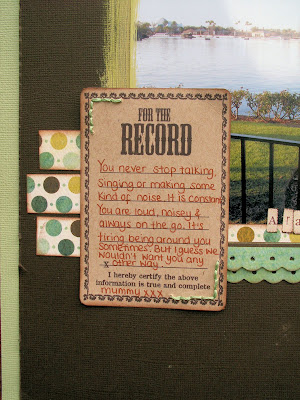 FOR THE
RECORD
You never stop talking,
Singing or making some
kind of noise. It is constant
You are loud, noisey &
always on the go. It's
tiring being around you
sometimes. But I guess we
wouldn't want you any
x other way
I hereby certify the above
information is true and complete
mummy xxx